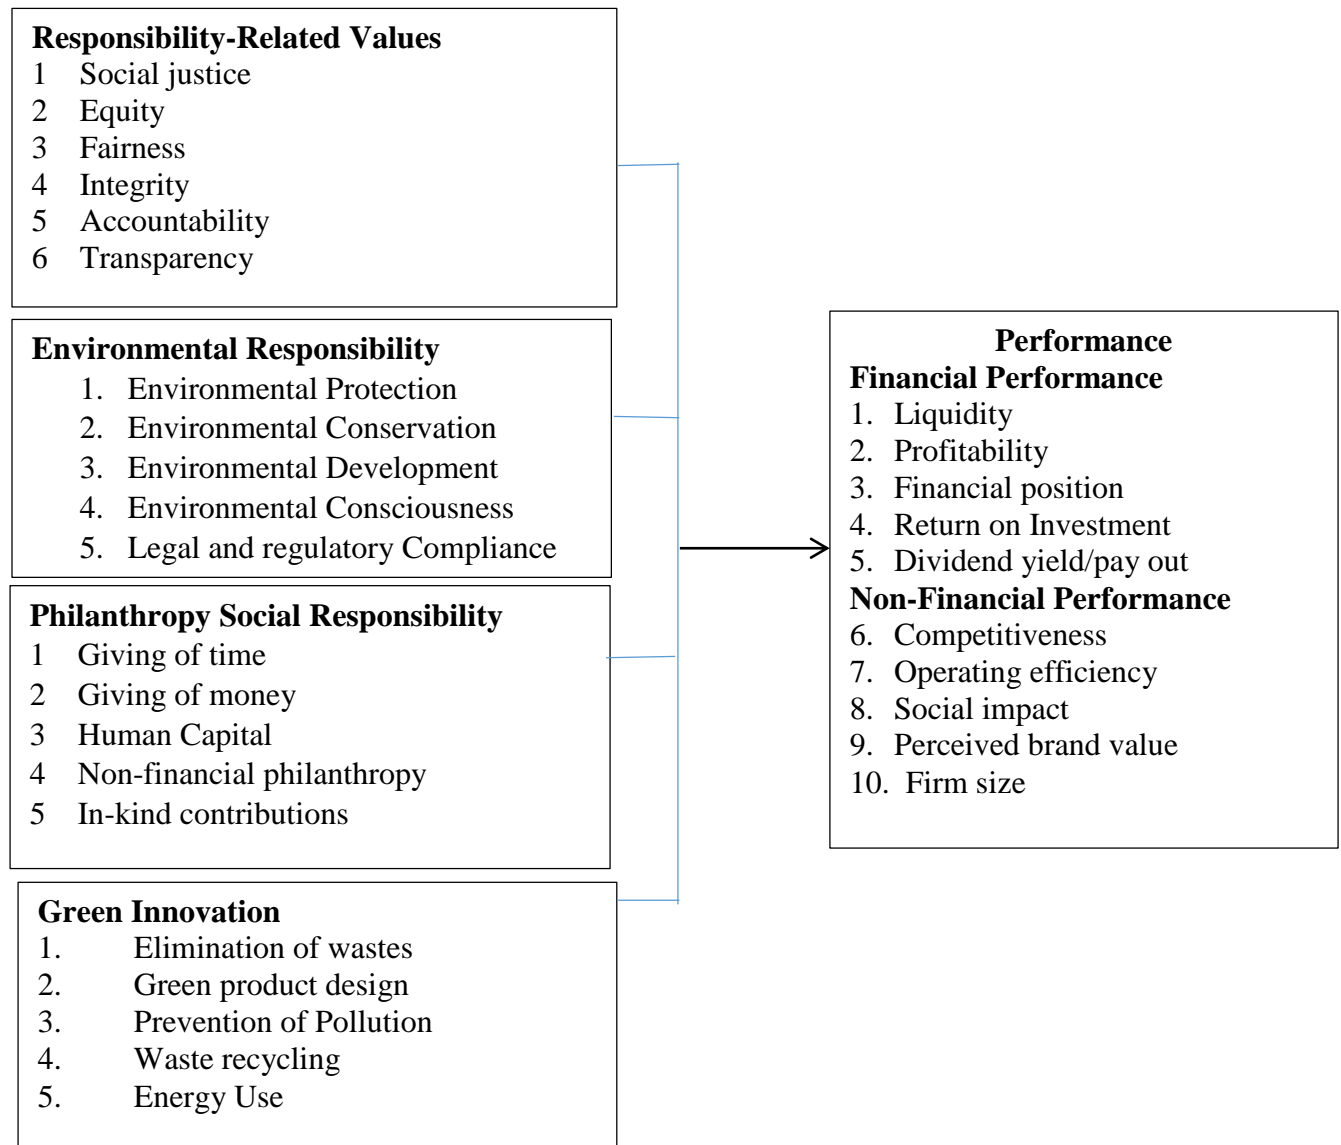 Responsibility-Related Values
1 Social justice
2 Equity
3 Fairness
4 Integrity
5 Accountability
6 Transparency
Environmental Responsibility
1. Environmental Protection
2. Environmental Conservation
3. Environmental Development
4. Environmental Consciousness
5. Legal and regulatory Compliance
Philanthropy Social Responsibility
1 Giving of time
2 Giving of money
3 Human Capital
4 Non-financial philanthropy
5 In-kind contributions
Green Innovation
1. Elimination of wastes
2. Green product design
3. Prevention of Pollution
4. Waste recycling
5. Energy Use
Performance
Financial Performance
1. Liquidity
2. Profitability
3. Financial position
4. Return on Investment
5. Dividend yield/pay out
Non-Financial Performance
6. Competitiveness
7. Operating efficiency
8. Social impact
9. Perceived brand value
10. Firm size